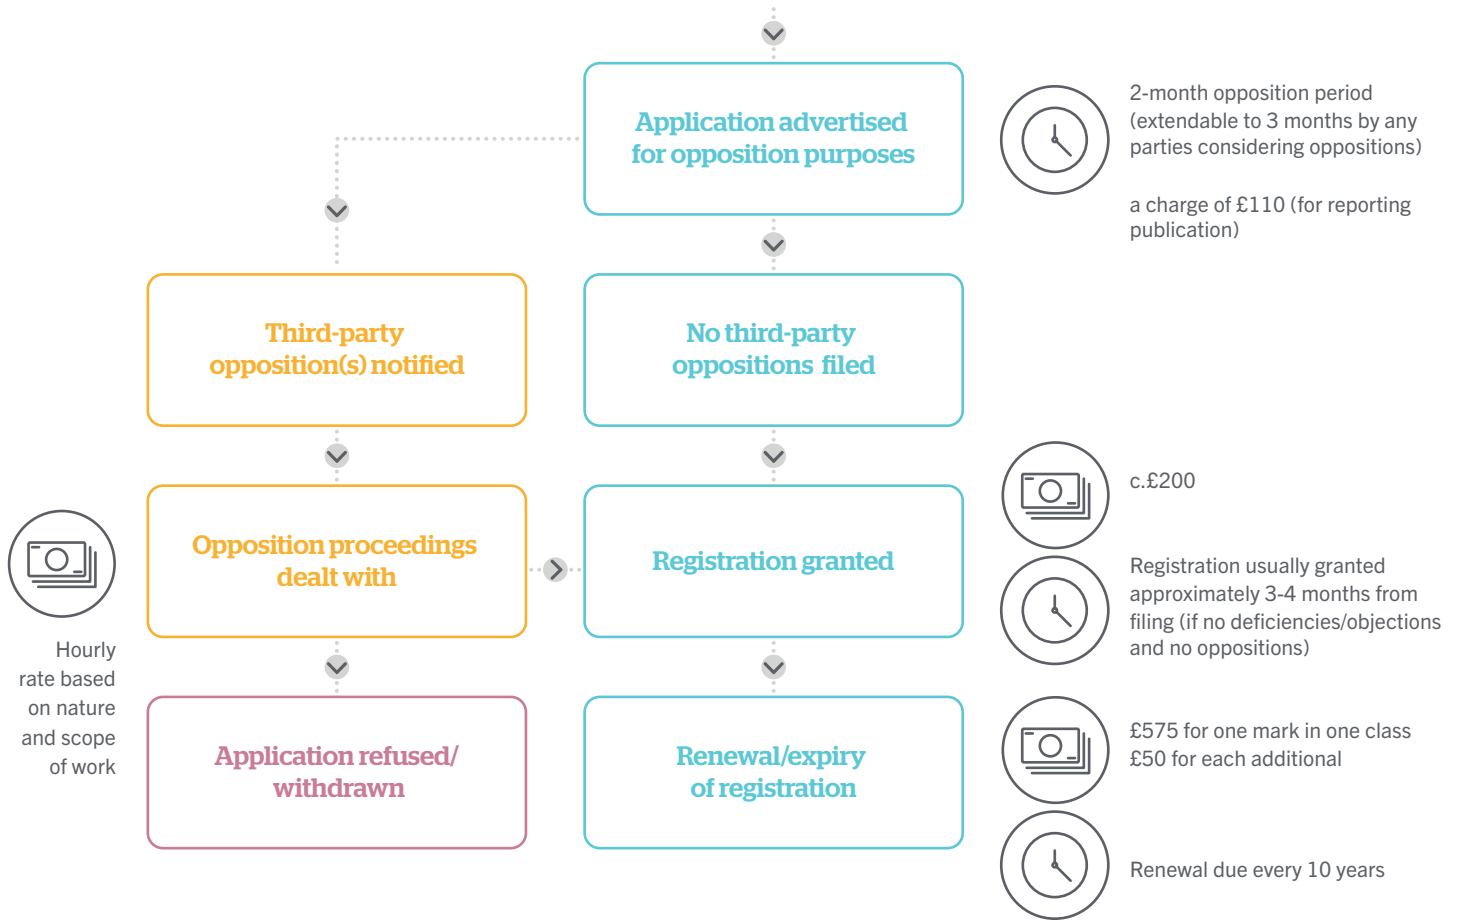 Application advertised
for opposition purposes
2-month opposition period
(extendable to 3 months by any
parties considering oppositions)
a charge of £110 (for reporting
publication)
Third-party
opposition(s) notified
No third-party
oppositions filed
Hourly
rate based
on nature
and scope
of work
Opposition proceedings
dealt with
Registration granted
c.£200
Registration usually granted
approximately 3-4 months from
filing (if no deficiencies/objections
and no oppositions)
Application refused/
withdrawn
Renewal/expiry
of registration
£575 for one mark in one class
£50 for each additional
Renewal due every 10 years